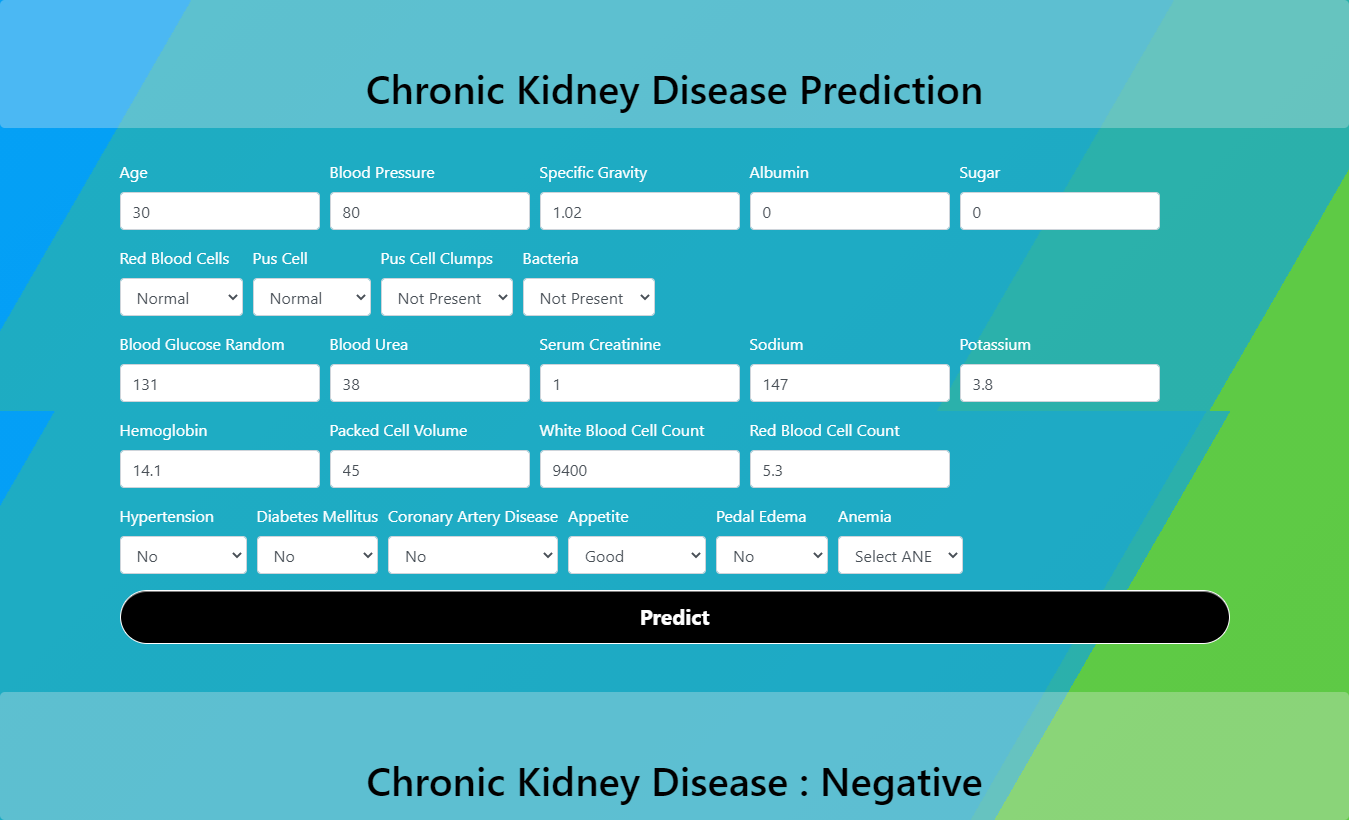 Chronic Kidney Disease Prediction
Age Blood Pressure Specific Gravity Albumin Sugar
30 80 1.02 0 0
Red Blood Cells Pus Cell Pus Cell Clumps Bacteria
Normal Normal Not Present Not Present
Blood Glucose Random Blood Urea Serum Creatinine Sodium Potassium
131 38 1 147 3.8
Hemoglobin Packed Cell Volume White Blood Cell Count Red Blood Cell Count
14.1 45 9400 5.3
Hypertension Diabetes Mellitus Coronary Artery Disease Appetite Pedal Edema Anemia
No No No Good No Select ANE
Predict
Chronic Kidney Disease : Negative